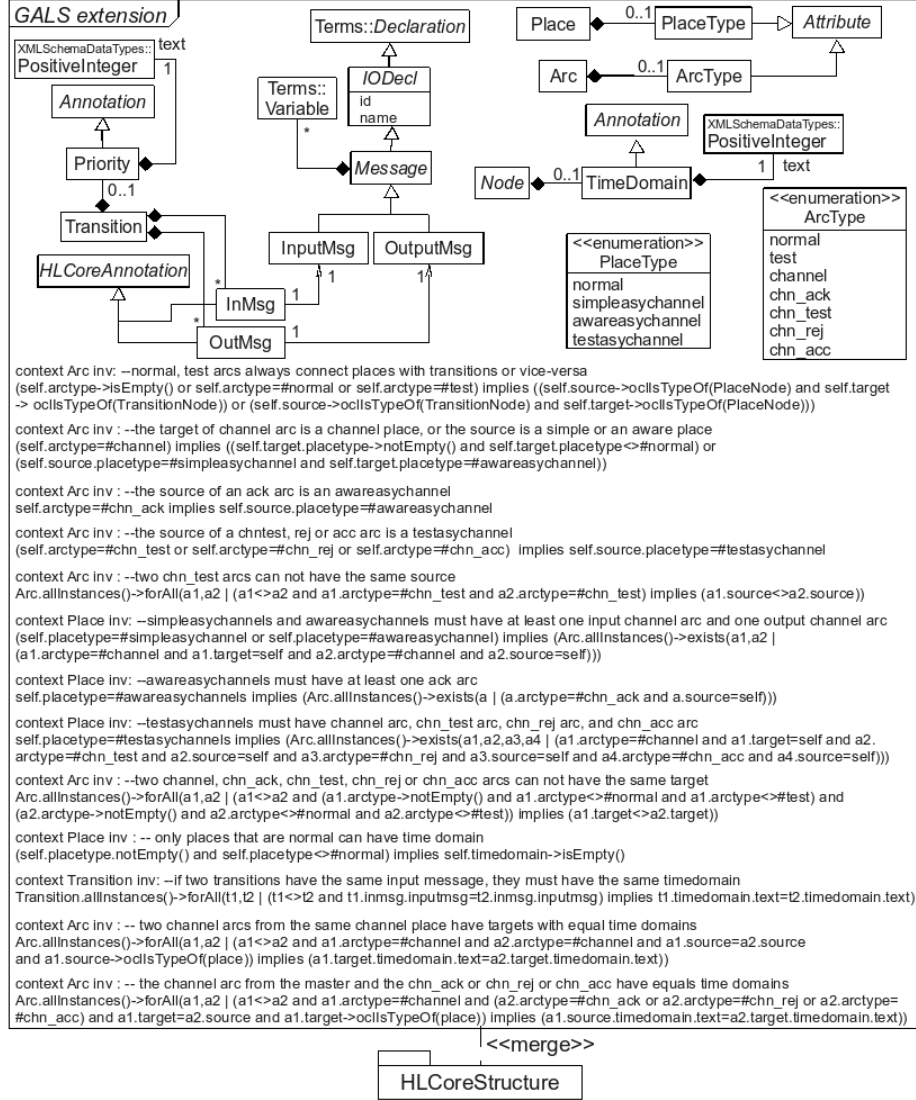 GALS extension
XMLSchemaDataTypes::
PositiveInteger
text
1
Annotation
Priority
0..1
Transition
HLCoreAnnotation
Terms::Declaration
Terms::
Variable
*
IODecl
id
name
Message
InputMsg
OutputMsg
1
1
*
InMsg
1
*
OutMsg
1
Place
0..1
PlaceType
Attribute
Arc
0..1
ArcType
Annotation
XMLSchemaDataTypes::
PositiveInteger
Node
0..1
TimeDomain
1
text
<<enumeration>>
PlaceType
normal
simpleasychannel
awareasychannel
testasychannel
<<enumeration>>
ArcType
normal
test
channel
chn_ack
chn_test
chn_rej
chn_acc
context Arc inv: --normal, test arcs always connect places with transitions or vice-versa
(self.arctype->isEmpty() or self.arctype=#normal or self.arctype=#test) implies ((self.source->oclIsTypeOf(PlaceNode) and self.target
-> oclIsTypeOf(TransitionNode)) or (self.source->oclIsTypeOf(TransitionNode) and self.target->oclIsTypeOf(PlaceNode)))
context Arc inv : --the target of channel arc is a channel place, or the source is a simple or an aware place
(self.arctype=#channel) implies ((self.target.placetype->notEmpty() and self.target.placetype<>#normal) or
(self.source.placetype=#simpleasychannel and self.target.placetype=#awareasychannel))
context Arc inv : --the source of an ack arc is an awareasychannel
self.arctype=#chn_ack implies self.source.placetype=#awareasychannel
context Arc inv : --the source of a chntest, rej or acc arc is a testasychannel
(self.arctype=#chn_test or self.arctype=#chn_rej or self.arctype=#chn_acc) implies self.source.placetype=#testasychannel
context Arc inv : --two chn_test arcs can not have the same source
Arc.allInstances()->forAll(a1,a2 | (a1<>a2 and a1.arctype=#chn_test and a2.arctype=#chn_test) implies (a1.source<>a2.source))
context Place inv: --simpleasychannels and awareasychannels must have at least one input channel arc and one output channel arc
(self.placetype=#simpleasychannel or self.placetype=#awareasychannel) implies (Arc.allInstances()->exists(a1,a2 |
(a1.arctype=#channel and a1.target=self and a2.arctype=#channel and a2.source=self)))
context Place inv: --awareasychannels must have at least one ack arc
self.placetype=#awareasychannels implies (Arc.allInstances()->exists(a | (a.arctype=#chn_ack and a.source=self)))
context Place inv: --testasychannels must have channel arc, chn_test arc, chn_rej arc, and chn_acc arc
self.placetype=#testasychannels implies (Arc.allInstances()->exists(a1,a2,a3,a4 | (a1.arctype=#channel and a1.target=self and a2.
arctype=#chn_test and a2.source=self and a3.arctype=#chn_rej and a3.source=self and a4.arctype=#chn_acc and a4.source=self)))
context Arc inv : --two channel, chn_ack, chn_test, chn_rej or chn_acc arcs can not have the same target
Arc.allInstances()->forAll(a1,a2 | (a1<>a2 and (a1.arctype->notEmpty() and a1.arctype<>#normal and a1.arctype<>#test) and
(a2.arctype->notEmpty() and a2.arctype<>#normal and a2.arctype<>#test)) implies (a1.target<>a2.target))
context Place inv : -- only places that are normal can have time domain
(self.placetype.notEmpty() and self.placetype<>#normal) implies self.timedomain->isEmpty()
context Transition inv: --if two transitions have the same input message, they must have the same timedomain
Transition.allInstances()->forAll(t1,t2 | (t1<>t2 and t1.inmsg.inputmsg=t2.inmsg.inputmsg) implies t1.timedomain.text=t2.timedomain.text)
context Arc inv : -- two channel arcs from the same channel place have targets with equal time domains
Arc.allInstances()->forAll(a1,a2 | (a1<>a2 and a1.arctype=#channel and a2.arctype=#channel and a1.source=a2.source
and a1.source->oclIsTypeOf(place)) implies (a1.target.timedomain.text=a2.target.timedomain.text))
context Arc inv : -- the channel arc from the master and the chn_ack or chn_rej or chn_acc have equals time domains
Arc.allInstances()->forAll(a1,a2 | (a1<>a2 and a1.arctype=#channel and (a2.arctype=#chn_ack or a2.arctype=#chn_rej or a2.arctype=
#chn_acc) and a1.target=a2.source and a1.target->oclIsTypeOf(place)) implies (a1.source.timedomain.text=a2.target.timedomain.text))
<<merge>>
HLCoreStructure